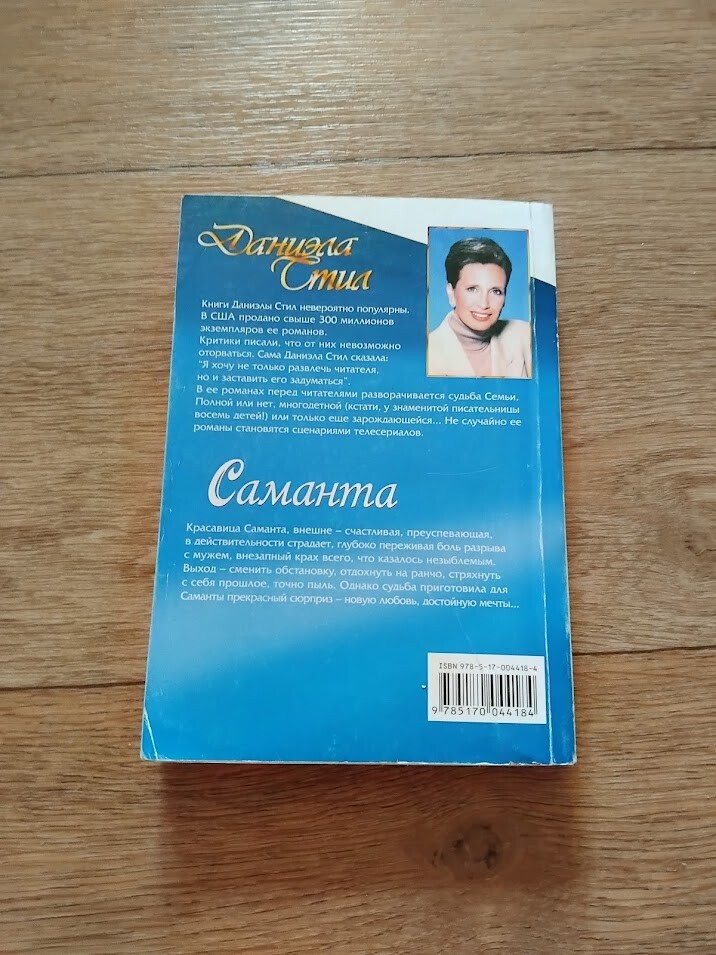 Даниэла
Стил
Книги Даниэлы Стил невероятно популярны.
В США продано свыше 300 миллионов
экземпляров ее романов.
Критики писали, что от них невозможно
оторваться. Сама Даниэла Стил сказала:
"Я хочу не только развлечь читателя,
но и заставить его задуматься".
В ее романах перед читателями разворачивается судьба Семьи.
Полной или нет, многодетной (кстати, у знаменитой писательницы
восемь детей!) или только еще зарождающейся... Не случайно ее
романы становятся сценариями телесериалов.
Саманта
Красавица Саманта, внешне – счастливая, преуспевающая,
в действительности страдает, глубоко переживая боль разрыва
с мужем, внезапный крах всего, что казалось незыблемым.
Выход – сменить обстановку, отдохнуть на ранчо, стряхнуть
с себя прошлое, точно пыль. Однако судьба приготовила для
Саманты прекрасный сюрприз – новую любовь, достойную мечты...
ISBN 978-5-17-004418-4
9 785170 044184